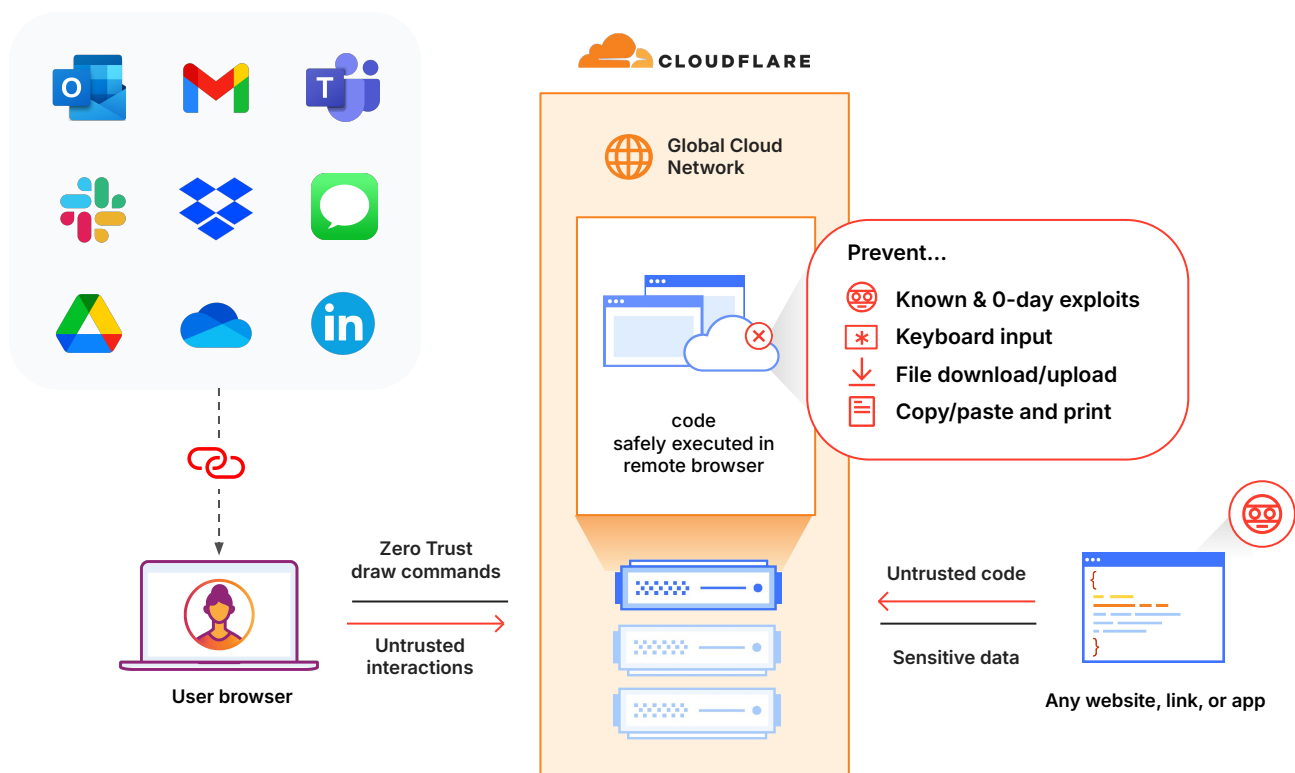 O
T
in
CLOUDFLARE
Global Cloud
Network
Prevent...
Known & 0-day exploits
Keyboard input
File download/upload
Copy/paste and print
code
safely executed in
remote browser
Zero Trust
draw commands
Untrusted
interactions
User browser
Untrusted code
Sensitive data
{
}
Any website, link, or app